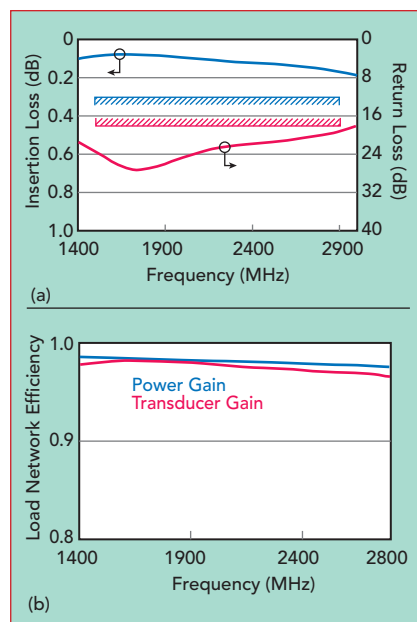 (a)
0 0
0.2 8
0.4 16
0.6 24
0.8 32
1.0 40
Insertion Loss (dB)
Return Loss (dB)
1400 1900 2400 2900
Frequency (MHz)
(b)
1.0
0.9
0.8
Load Network Efficiency
Power Gain
Transducer Gain
1400 1900 2400 2800
Frequency (MHz)